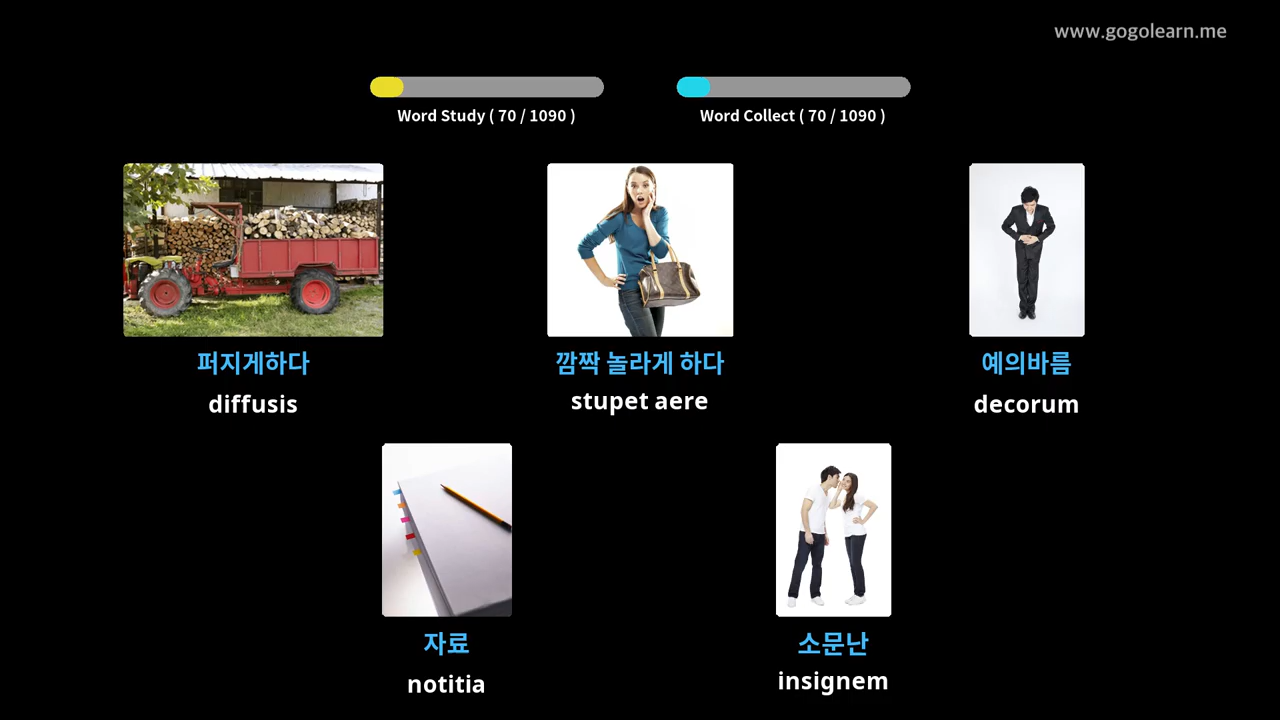 www.gogolearn.me
Word Study ( 70 / 1090 )
Word Collect ( 70 / 1090 )
퍼지게하다
diffusis
깜짝 놀라게 하다
stupet aere
예의바름
decorum
자료
notitia
소문난
insignem